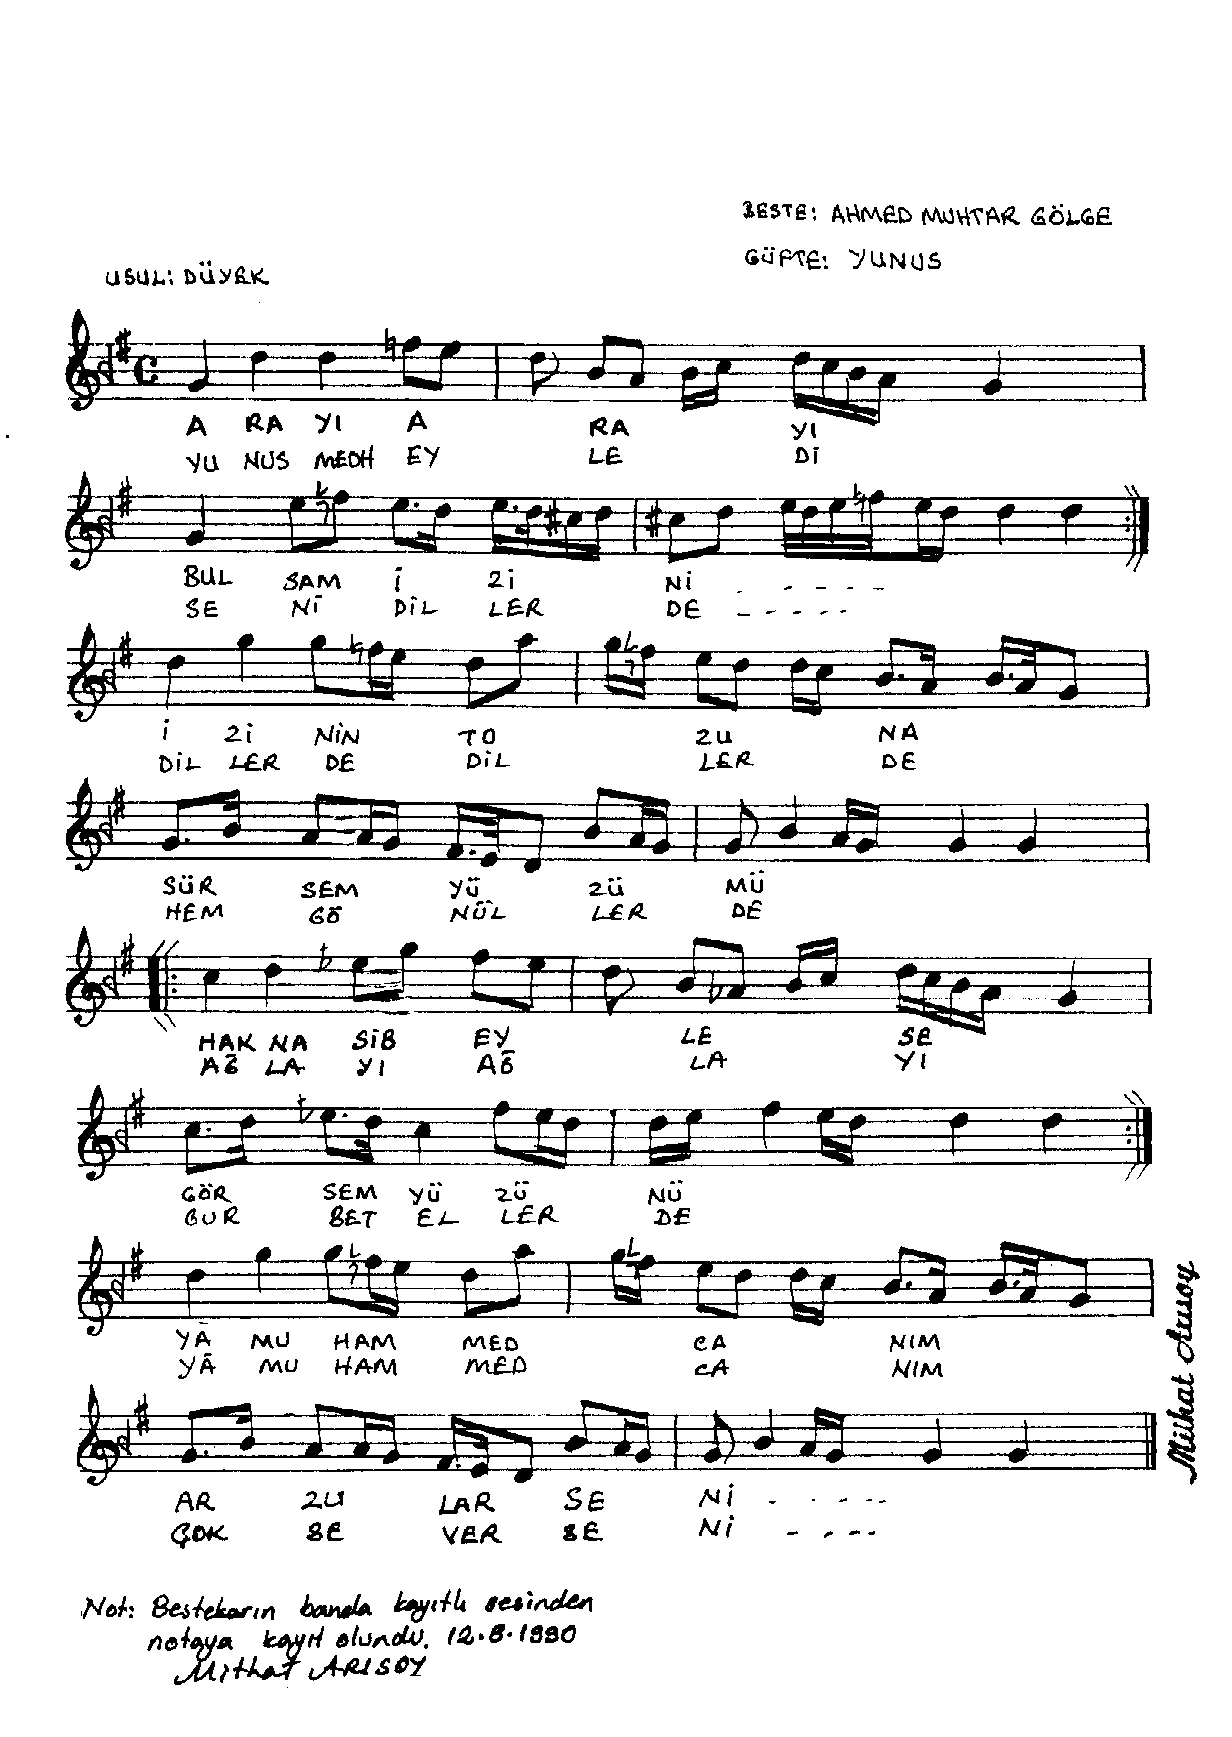 BESTE: AHMED MUHTAR GÖLGE
GÜFTE: YUNUS
USUL: DÜYEK
A RA YI A RA YI
YU NUS MEDH EY LE Dİ
BUL SAM İ Zİ Nİ - - - - -
SE Nİ DİL LER DE - - - - -
İ Zİ NİN TO ZU NA
DİL LER DE DİL LER DE
SÜR SEM YÜ ZÜ MÜ
HEM GÖ NÜL LER DE
HAK NA SİB EY LE SE
AĞ LA YI AĞ LA YI
GÖR SEM YÜ ZÜ NÜ
GUR BET EL LER DE
YA MU HAM MED CA NIM
YÂ MU HAM MED CA NIM
AR ZU LAR SE Nİ - - - - -
ÇOK SE VER SE Nİ - - - -
Not: Bestekarın banda kayıtlı sesinden
notaya kayıt olundu. 12.8.1990
Mithat ARISOY
Mithat Arısoy